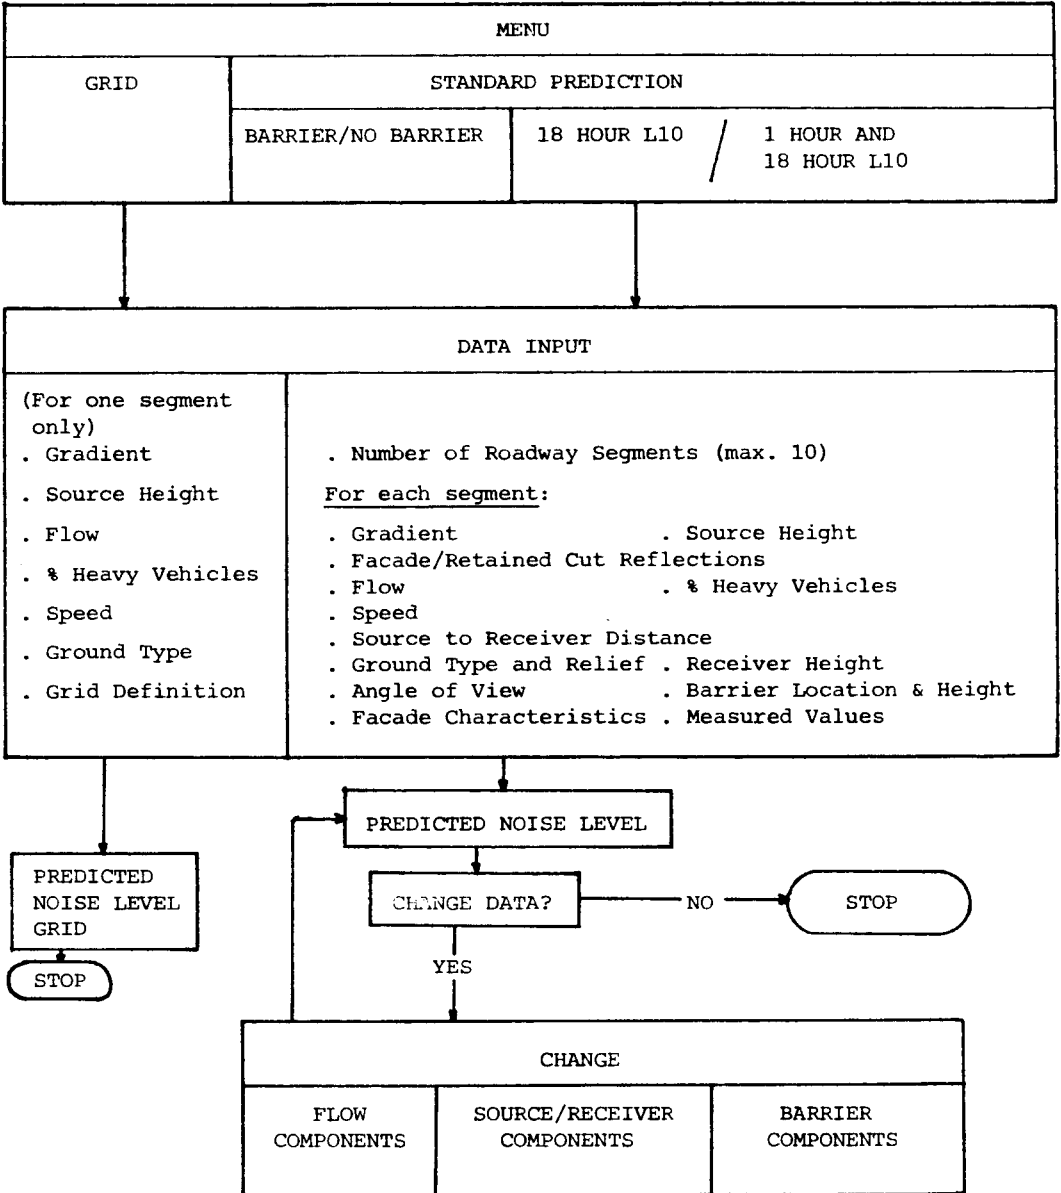 MENU
GRID
STANDARD PREDICTION
BARRIER/NO BARRIER
18 HOUR L10 / 1 HOUR AND
18 HOUR L10
DATA INPUT
(For one segment
only)
. Gradient
. Source Height
. Flow
. % Heavy Vehicles
. Speed
. Ground Type
. Grid Definition
. Number of Roadway Segments (max. 10)
For each segment:
. Gradient . Source Height
. Facade/Retained Cut Reflections
. Flow . % Heavy Vehicles
. Speed
. Source to Receiver Distance
. Ground Type and Relief . Receiver Height
. Angle of View . Barrier Location & Height
. Facade Characteristics . Measured Values
PREDICTED NOISE LEVEL
PREDICTED
NOISE LEVEL
GRID
STOP
CHANGE DATA?
NO
STOP
YES
CHANGE
FLOW
COMPONENTS
SOURCE/RECEIVER
COMPONENTS
BARRIER
COMPONENTS